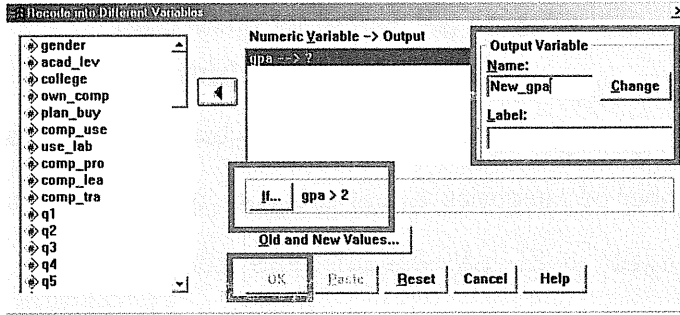 Recode into Different Variables
gender
acad_lev
college
own_comp
plan_buy
comp_use
use_lab
comp_pro
comp_lea
comp_tra
q1
q2
q3
q4
q5
Numeric Variable -> Output
gpa --> ?
Output Variable
Name:
New_gpa
Change
Label:
If... gpa > 2
Old and New Values...
OK Paste Reset Cancel Help